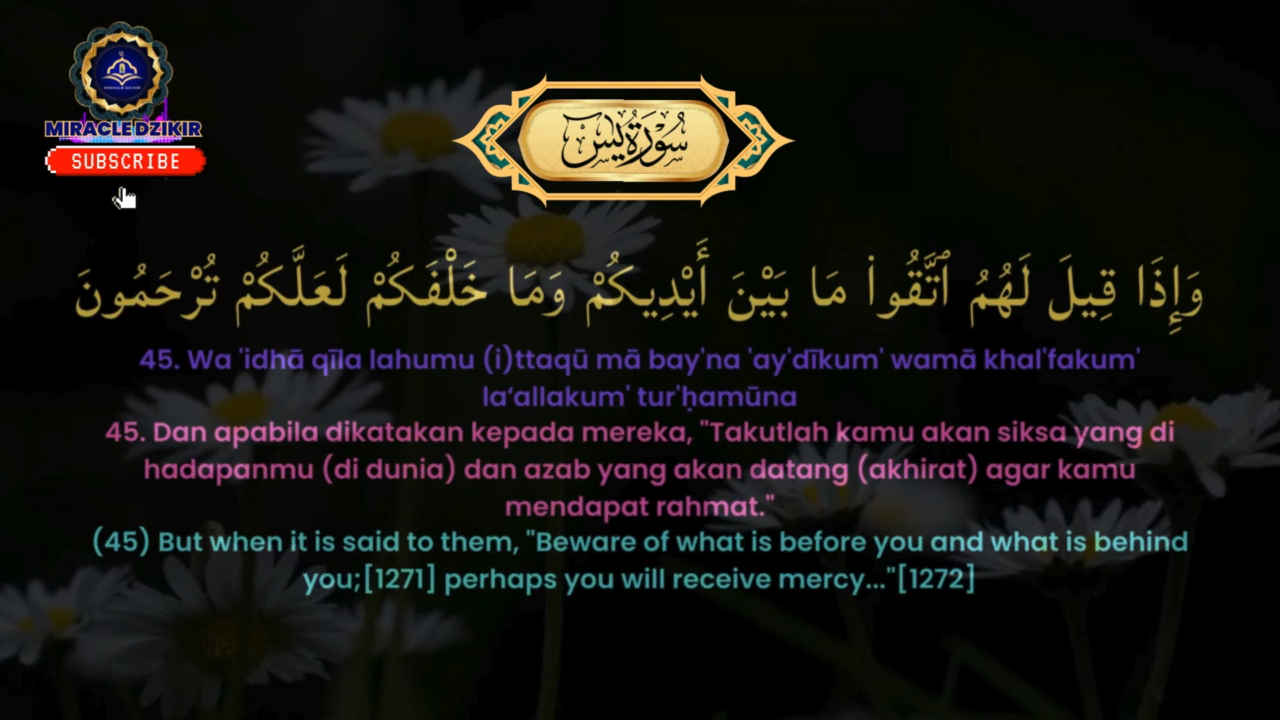 MIRACLE DZIKIR
SUBSCRIBE
سُوْرَةُ يٰسٓ
وَإِذَا قِيلَ لَهُمُ ٱتَّقُوا۟ مَا بَيْنَ أَيْدِيكُمْ وَمَا خَلْفَكُمْ لَعَلَّكُمْ تُرْحَمُونَ
45. Wa 'idhā qīla lahumu (i)ttaqū mā bay'na 'ay'dīkum' wamā khal'fakum'
la‘allakum' tur'ḥamūna
45. Dan apabila dikatakan kepada mereka, "Takutlah kamu akan siksa yang di
hadapanmu (di dunia) dan azab yang akan datang (akhirat) agar kamu
mendapat rahmat."
(45) But when it is said to them, "Beware of what is before you and what is behind
you;[1271] perhaps you will receive mercy..."[1272]